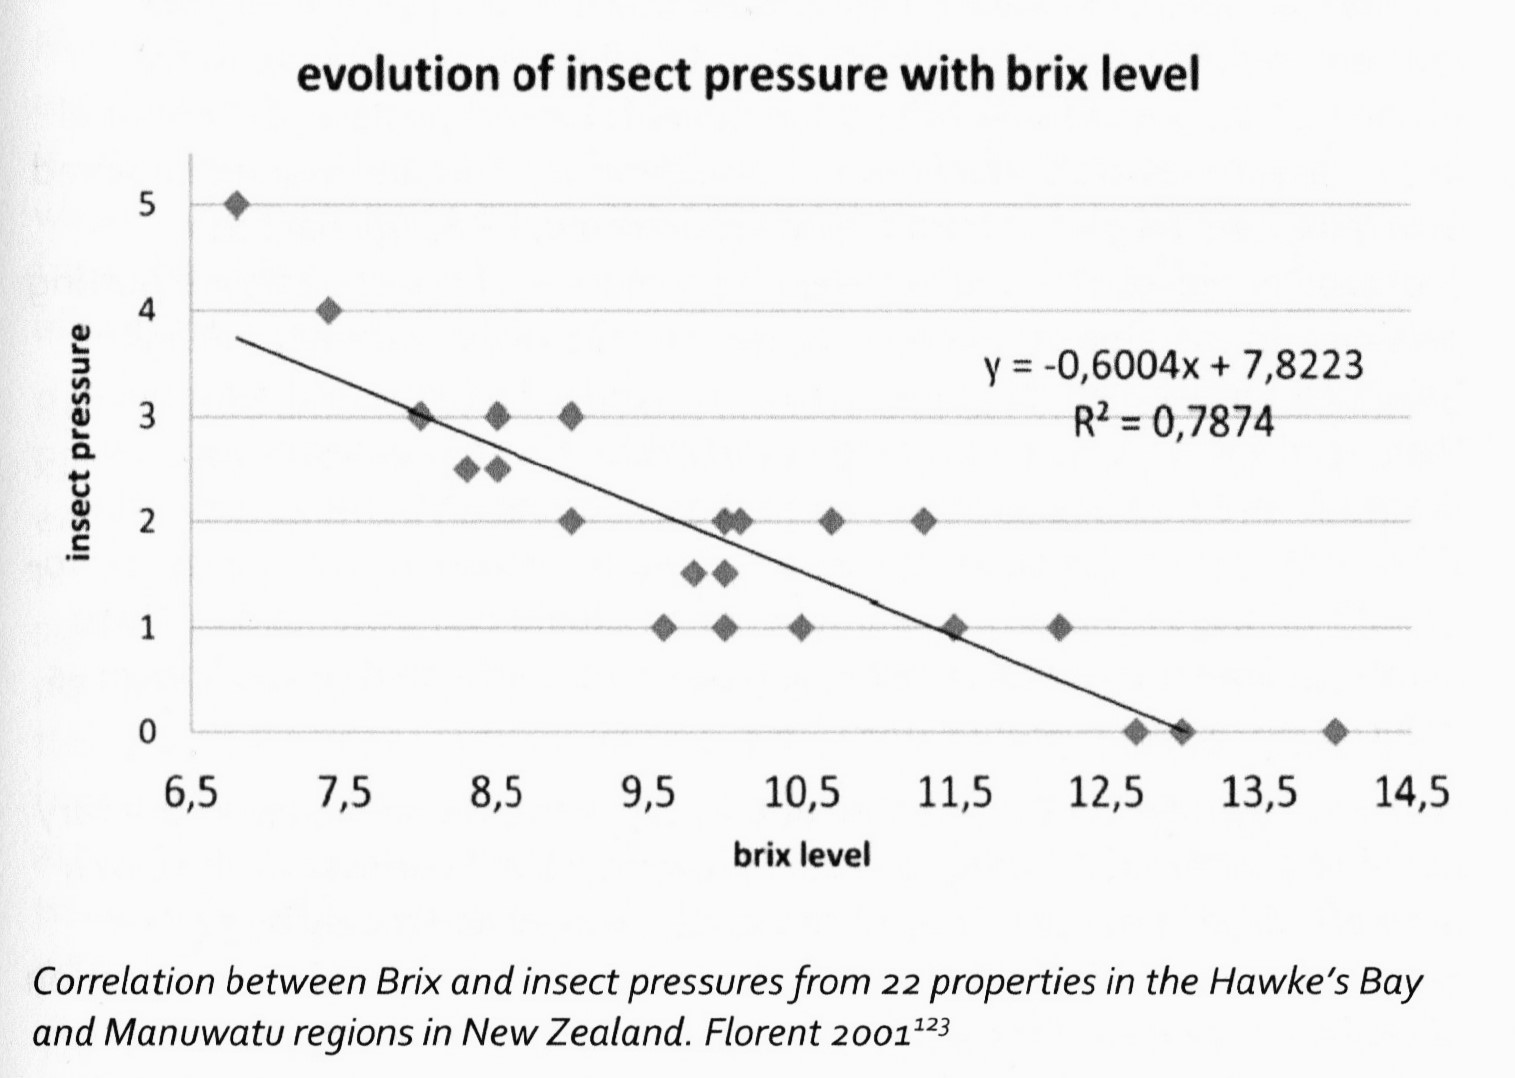 evolution of insect pressure with brix level
5
4
3
2
1
0
insect pressure
y = -0,6004x + 7,8223
R² = 0,7874
6,5 7,5 8,5 9,5 10,5 11,5 12,5 13,5 14,5
brix level
Correlation between Brix and insect pressures from 22 properties in the Hawke's Bay
and Manuwatu regions in New Zealand. Florent 2001¹²³